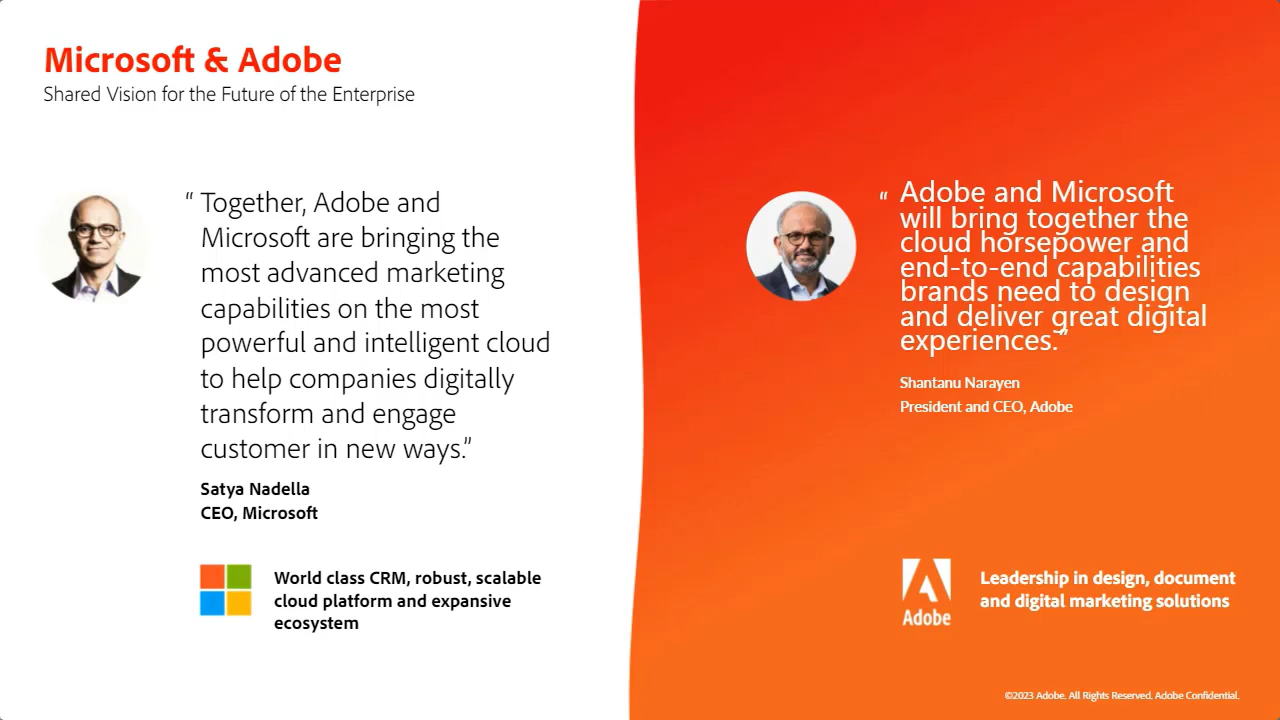 Microsoft & Adobe
Shared Vision for the Future of the Enterprise
“ Together, Adobe and
Microsoft are bringing the
most advanced marketing
capabilities on the most
powerful and intelligent cloud
to help companies digitally
transform and engage
customer in new ways.”
Satya Nadella
CEO, Microsoft
World class CRM, robust, scalable
cloud platform and expansive
ecosystem
“ Adobe and Microsoft
will bring together the
cloud horsepower and
end-to-end capabilities
brands need to design
and deliver great digital
experiences.”
Shantanu Narayen
President and CEO, Adobe
Adobe
Leadership in design, document
and digital marketing solutions
©2023 Adobe. All Rights Reserved. Adobe Confidential.